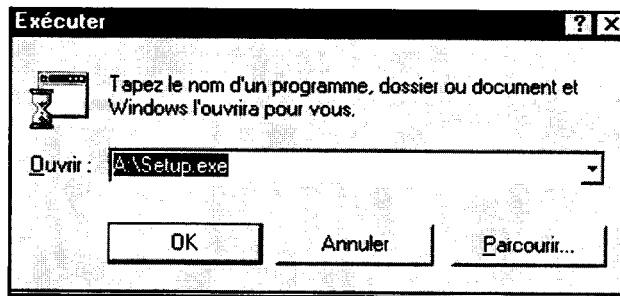 Exécuter
Tapez le nom d'un programme, dossier ou document et
Windows l'ouvrira pour vous.
Ouvrir :
A:\Setup.exe
OK Annuler Parcourir...